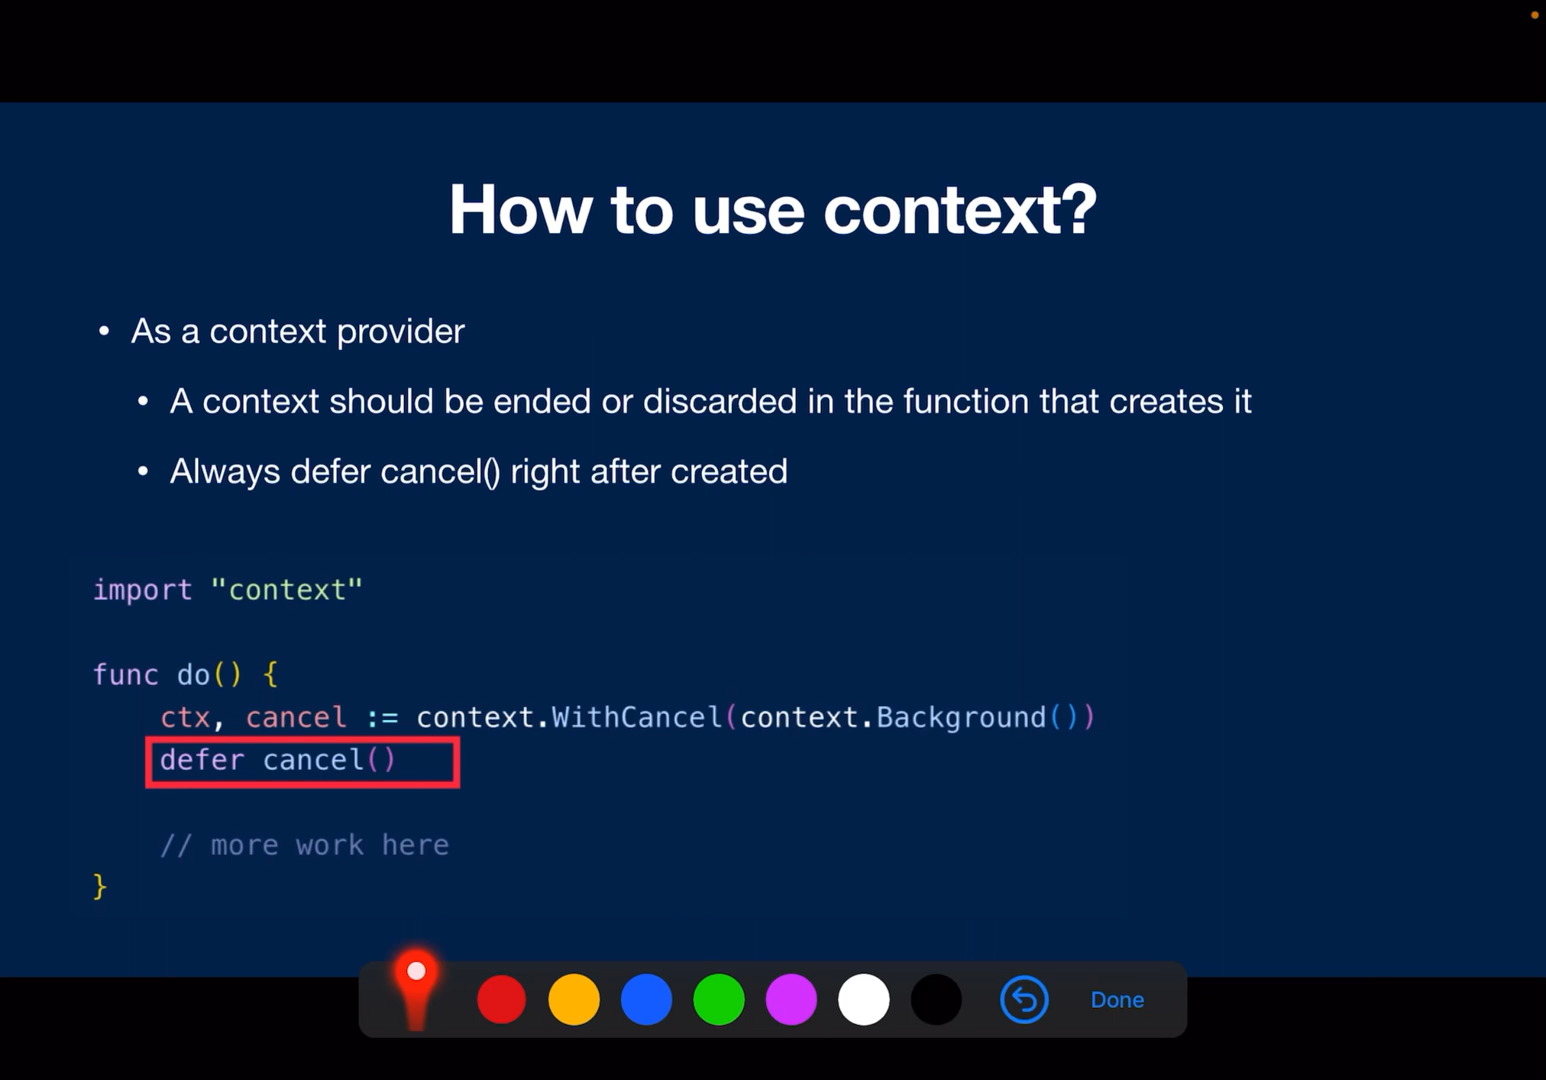 How to use context?
• As a context provider
• A context should be ended or discarded in the function that creates it
• Always defer cancel() right after created
import "context"
func do() {
    ctx, cancel := context.WithCancel(context.Background())
    defer cancel()
    // more work here
}
Done